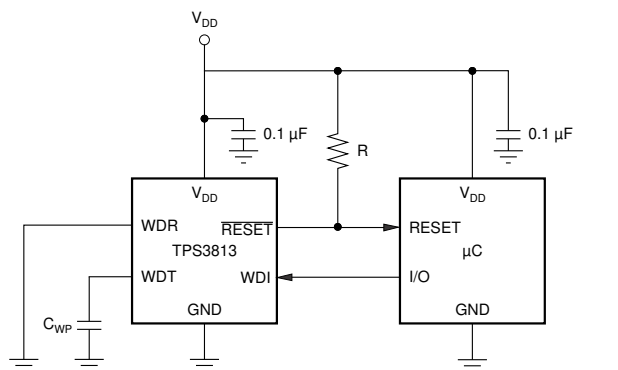 V_DD
0.1 µF
R
0.1 µF
V_DD
V_DD
WDR
RESET
RESET
TPS3813
µC
WDT
WDI
I/O
C_WP
GND
GND